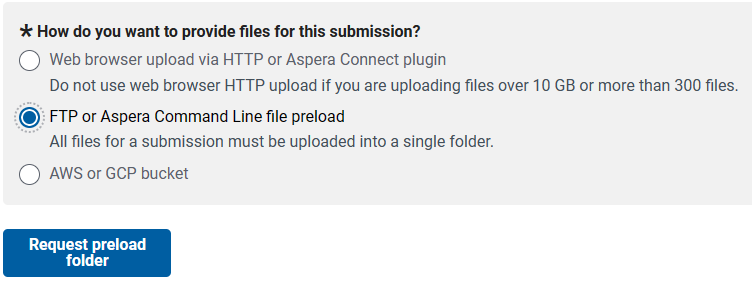 * How do you want to provide files for this submission?
Web browser upload via HTTP or Aspera Connect plugin
Do not use web browser HTTP upload if you are uploading files over 10 GB or more than 300 files.
FTP or Aspera Command Line file preload
All files for a submission must be uploaded into a single folder.
AWS or GCP bucket
Request preload
folder